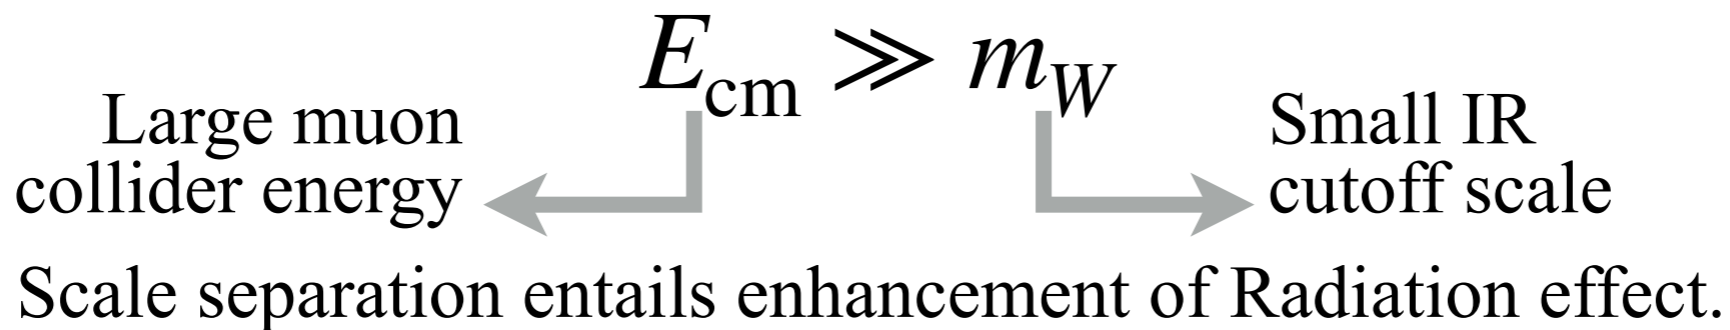 E_cm ≫ m_W
Large muon
collider energy
Small IR
cutoff scale
Scale separation entails enhancement of Radiation effect.